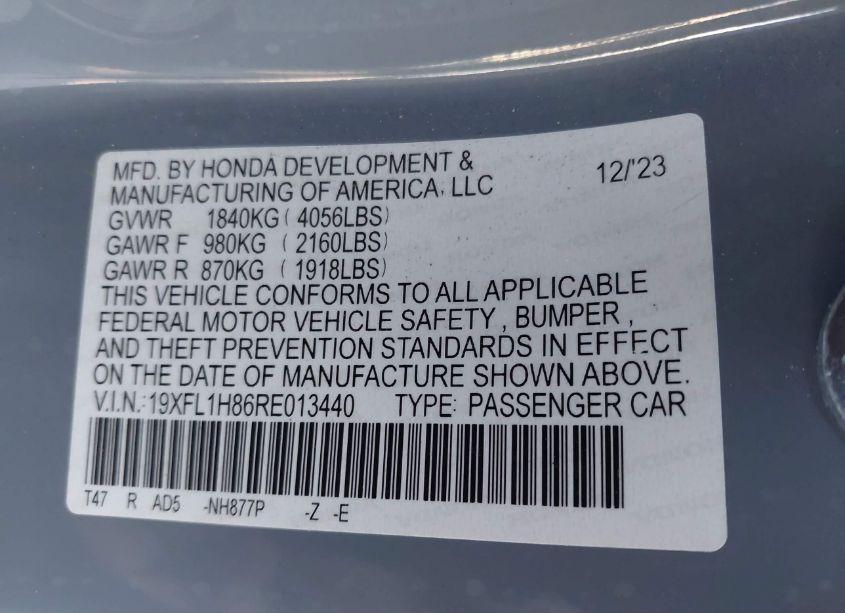 MFD. BY HONDA DEVELOPMENT &
MANUFACTURING OF AMERICA, LLC 12/'23
GVWR 1840KG ( 4056LBS)
GAWR F 980KG ( 2160LBS)
GAWR R 870KG ( 1918LBS)
THIS VEHICLE CONFORMS TO ALL APPLICABLE
FEDERAL MOTOR VEHICLE SAFETY , BUMPER ,
AND THEFT PREVENTION STANDARDS IN EFFECT
ON THE DATE OF MANUFACTURE SHOWN ABOVE.
V.I.N.:19XFL1H86RE013440 TYPE: PASSENGER CAR
T47 R AD5 -NH877P -Z -E